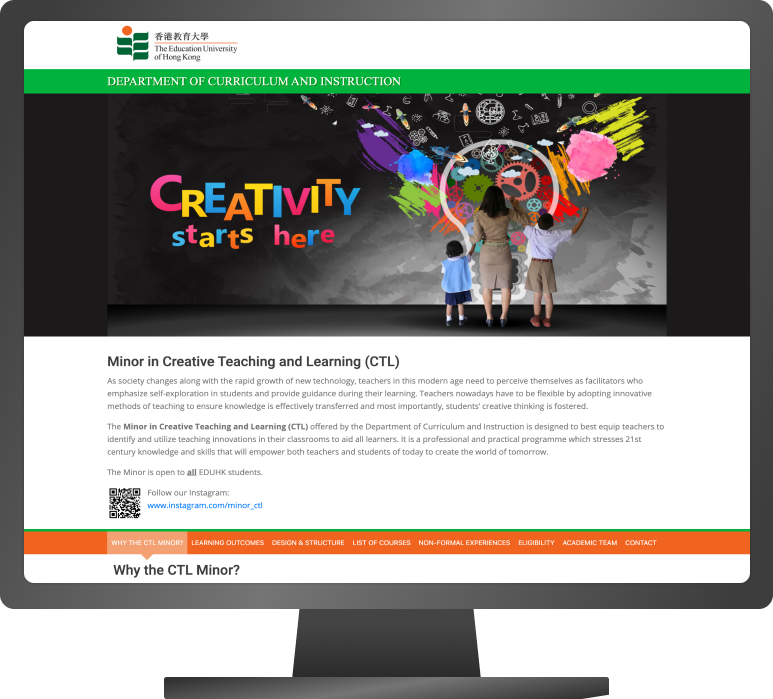 香港教育大學
The Education University
of Hong Kong
DEPARTMENT OF CURRICULUM AND INSTRUCTION
CREATIVITY
starts here
Minor in Creative Teaching and Learning (CTL)
As society changes along with the rapid growth of new technology, teachers in this modern age need to perceive themselves as facilitators who
emphasize self-exploration in students and provide guidance during their learning. Teachers nowadays have to be flexible by adopting innovative
methods of teaching to ensure knowledge is effectively transferred and most importantly, students' creative thinking is fostered.
The Minor in Creative Teaching and Learning (CTL) offered by the Department of Curriculum and Instruction is designed to best equip teachers to
identify and utilize teaching innovations in their classrooms to aid all learners. It is a professional and practical programme which stresses 21st
century knowledge and skills that will empower both teachers and students of today to create the world of tomorrow.
The Minor is open to all EDUHK students.
Follow our Instagram:
www.instagram.com/minor_ctl
WHY THE CTL MINOR? LEARNING OUTCOMES DESIGN & STRUCTURE LIST OF COURSES NON-FORMAL EXPERIENCES ELIGIBILITY ACADEMIC TEAM CONTACT
Why the CTL Minor?